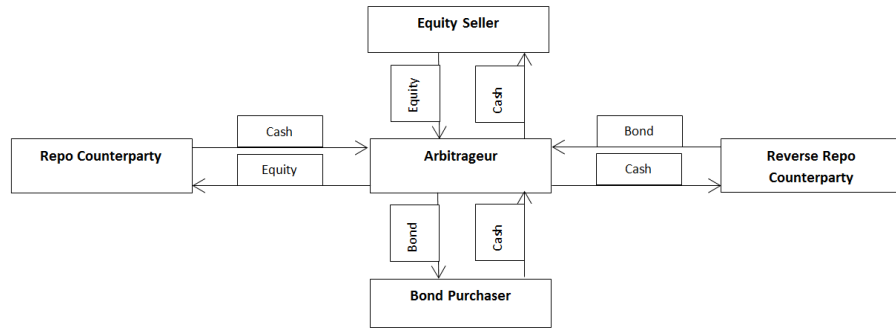 Equity Seller
Equity
Cash
Cash
Bond
Repo Counterparty
Arbitrageur
Reverse Repo
Counterparty
Equity
Cash
Bond
Cash
Bond Purchaser